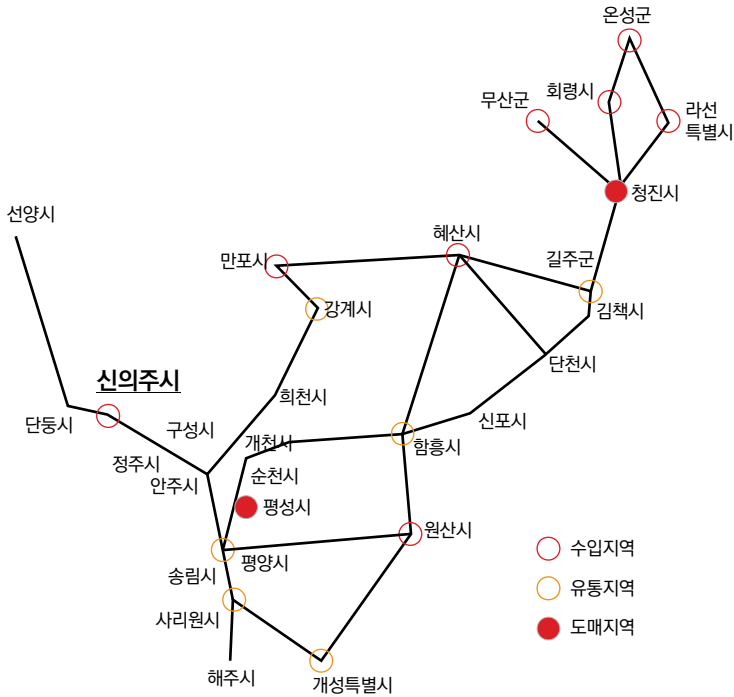 온성군
회령시
무산군
라선
특별시
청진시
선양시
혜산시
만포시
길주군
강계시
김책시
단천시
신의주시
희천시
단둥시
구성시
신포시
개천시
함흥시
정주시
안주시
순천시
평성시
원산시
평양시
송림시
사리원시
해주시
개성특별시
수입지역
유통지역
도매지역